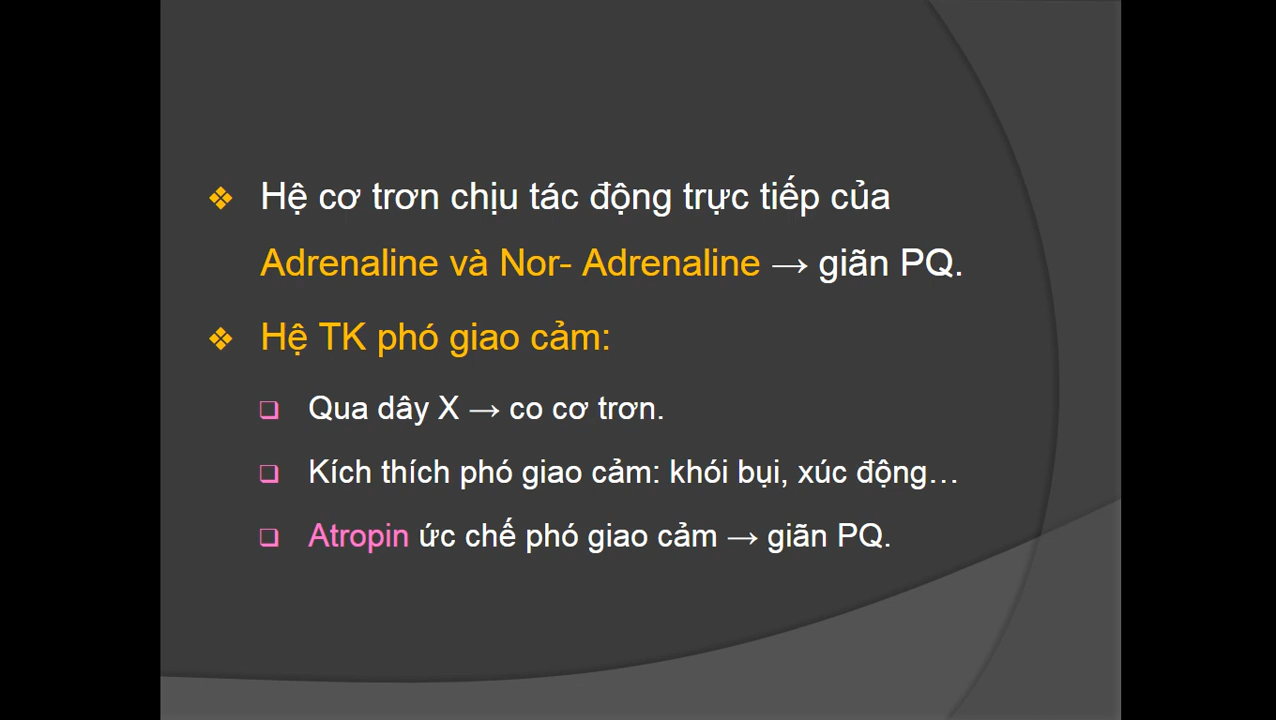 Hệ cơ trơn chịu tác động trực tiếp của
Adrenaline và Nor- Adrenaline → giãn PQ.
Hệ TK phó giao cảm:
Qua dây X → co cơ trơn.
Kích thích phó giao cảm: khói bụi, xúc động…
Atropin ức chế phó giao cảm → giãn PQ.